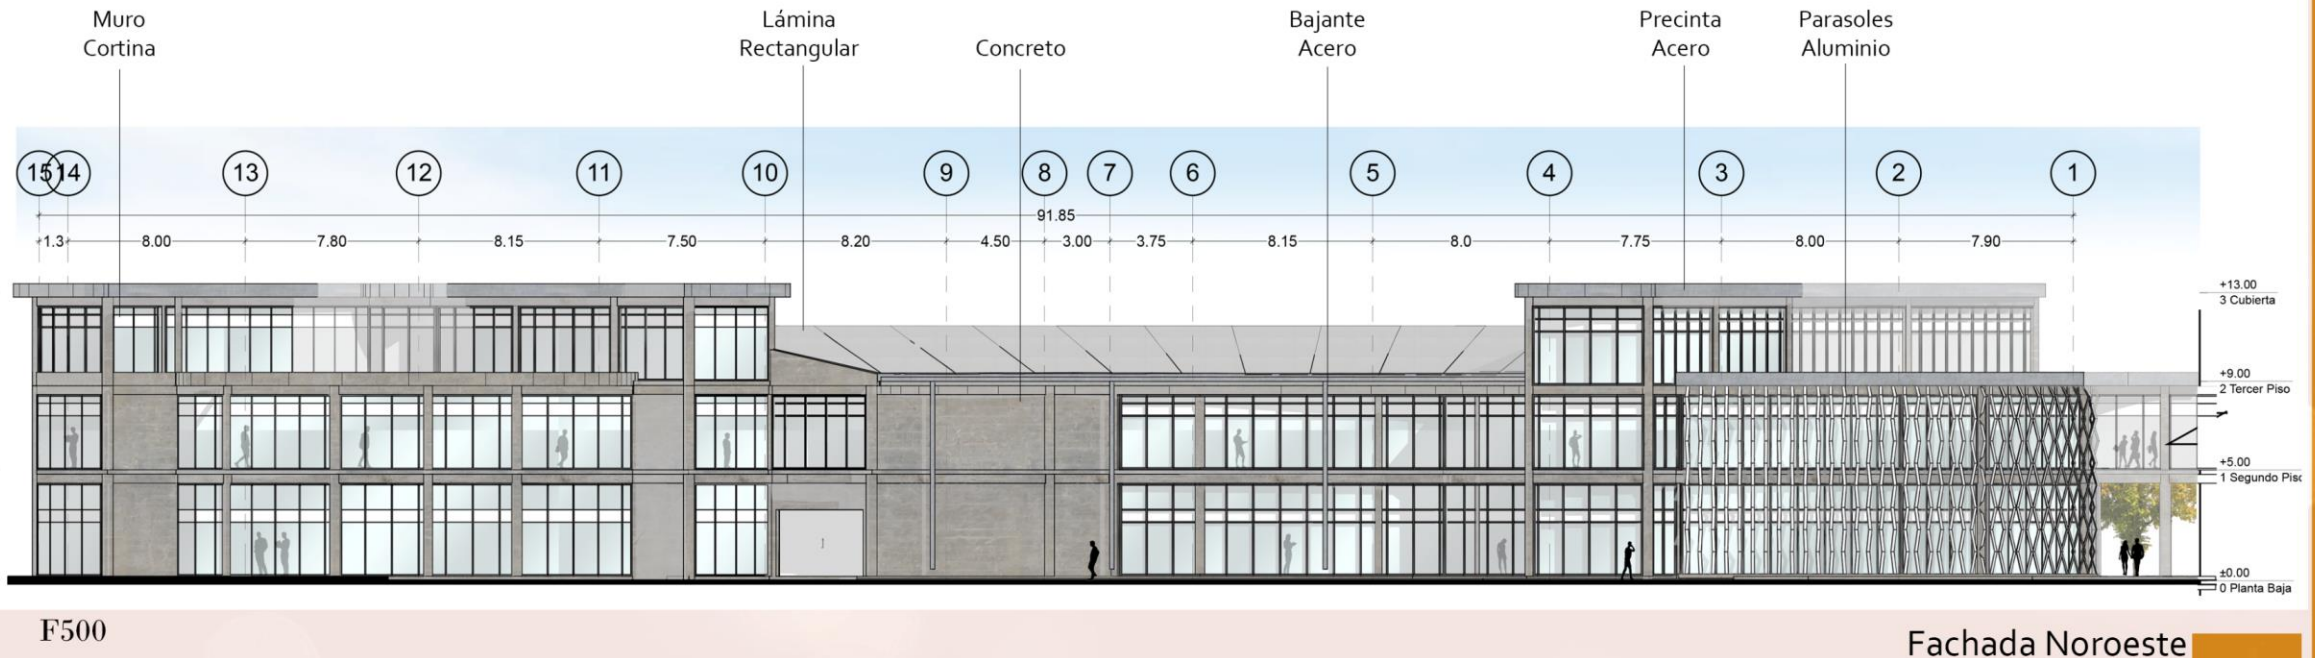 Muro
Cortina
Lámina
Rectangular
Concreto
Bajante
Acero
Precinta
Acero
Parasoles
Aluminio
15 14 13 12 11 10 9 8 7 6 5 4 3 2 1
91.85
1.3 8.00 7.80 8.15 7.50 8.20 4.50 3.00 3.75 8.15 8.0 7.75 8.00 7.90
+13.00
3 Cubierta
+9.00
2 Tercer Piso
+5.00
1 Segundo Piso
±0.00
0 Planta Baja
F500
Fachada Noroeste